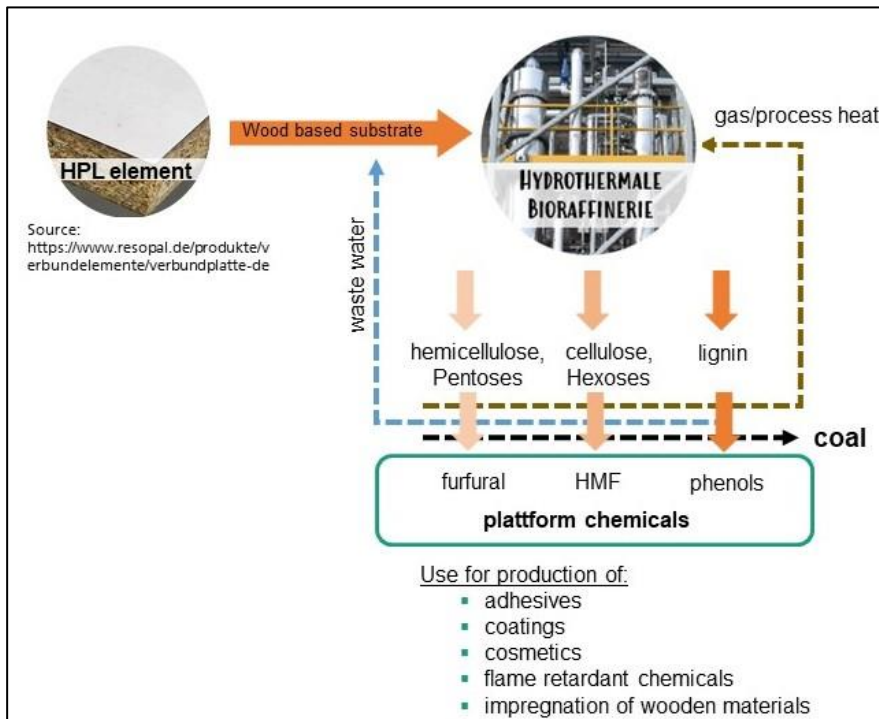 HPL element
Source:
https://www.resopal.de/produkte/v
erbundelemente/verbundplatte-de
Wood based substrate
HYDROTHERMALE
BIORAFFINERIE
gas/process heat
waste water
hemicellulose,
Pentoses
cellulose,
Hexoses
lignin
coal
furfural
HMF
phenols
plattform chemicals
Use for production of:
▪ adhesives
▪ coatings
▪ cosmetics
▪ flame retardant chemicals
▪ impregnation of wooden materials